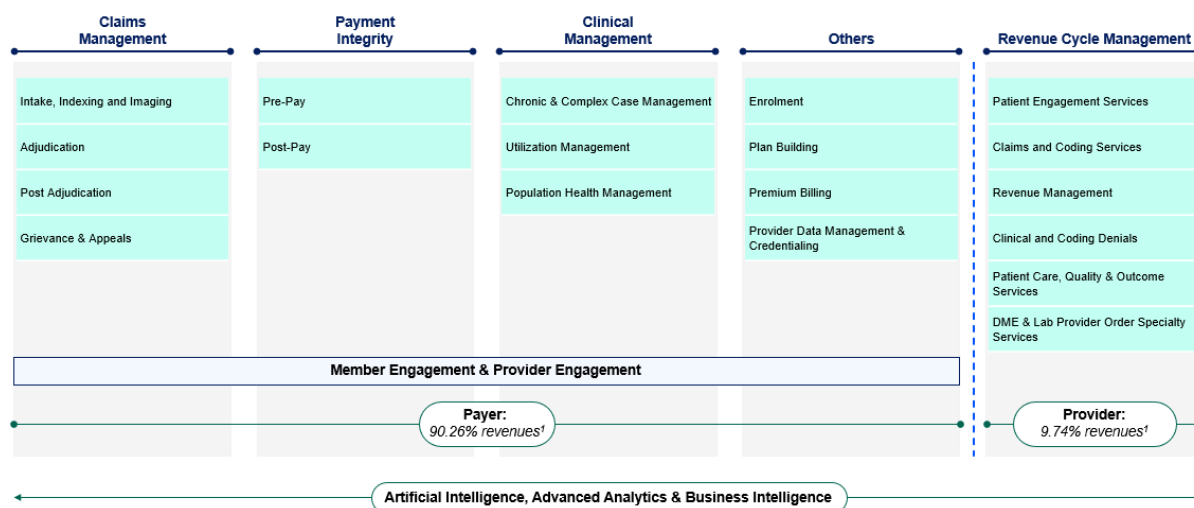 Claims
Management
Payment
Integrity
Clinical
Management
Others
Revenue Cycle Management
Intake, Indexing and Imaging
Adjudication
Post Adjudication
Grievance & Appeals
Pre-Pay
Post-Pay
Chronic & Complex Case Management
Utilization Management
Population Health Management
Enrolment
Plan Building
Premium Billing
Provider Data Management &
Credentialing
Patient Engagement Services
Claims and Coding Services
Revenue Management
Clinical and Coding Denials
Patient Care, Quality & Outcome
Services
DME & Lab Provider Order Specialty
Services
Member Engagement & Provider Engagement
Payer:
90.26% revenues¹
Provider:
9.74% revenues¹
Artificial Intelligence, Advanced Analytics & Business Intelligence